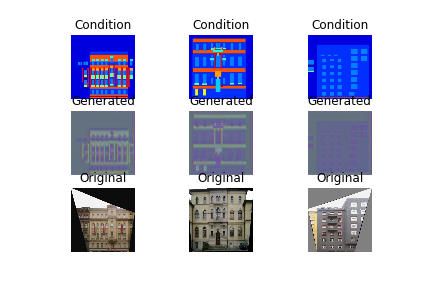 Condition Condition Condition
Generated Generated Generated
Original Original Original